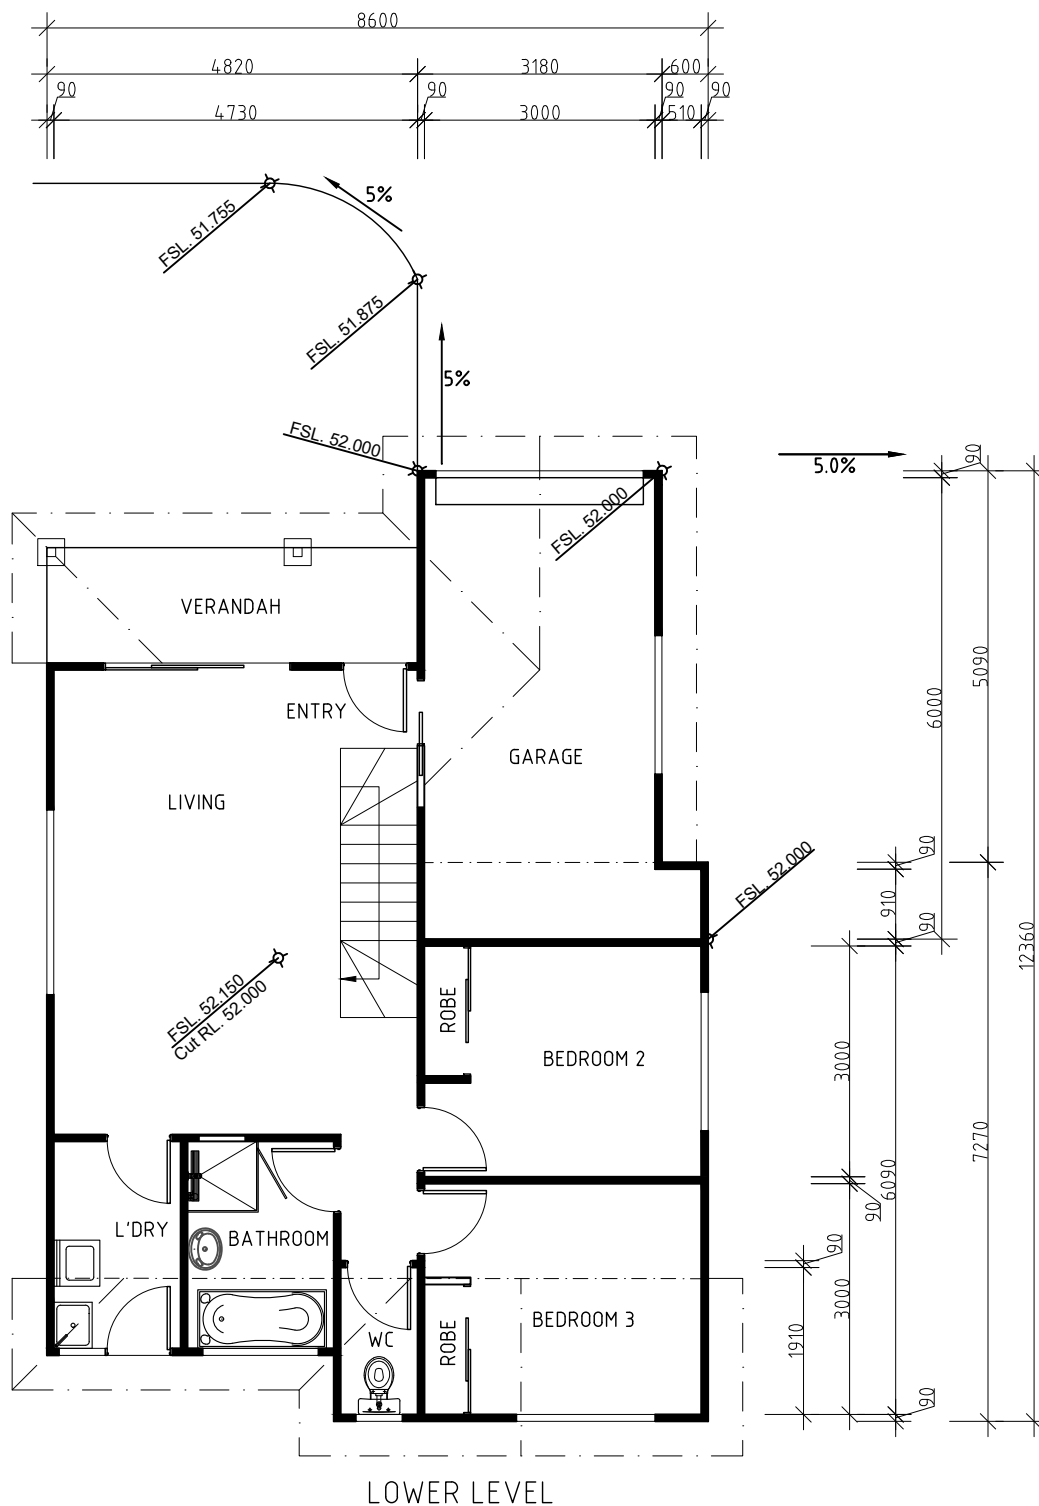 8600
4820
3180
600
90
90
90
90
4730
3000
510
5%
FSL. 51.755
FSL. 51.875
5%
FSL. 52.000
5.0%
90
FSL. 52.000
VERANDAH
5090
6000
ENTRY
GARAGE
LIVING
90
FSL. 52.000
910
90
12360
FSL. 52.150
Cut RL. 52.000
ROBE
BEDROOM 2
3000
7270
6090
90
L'DRY
BATHROOM
90
3000
BEDROOM 3
WC
ROBE
1910
90
LOWER LEVEL